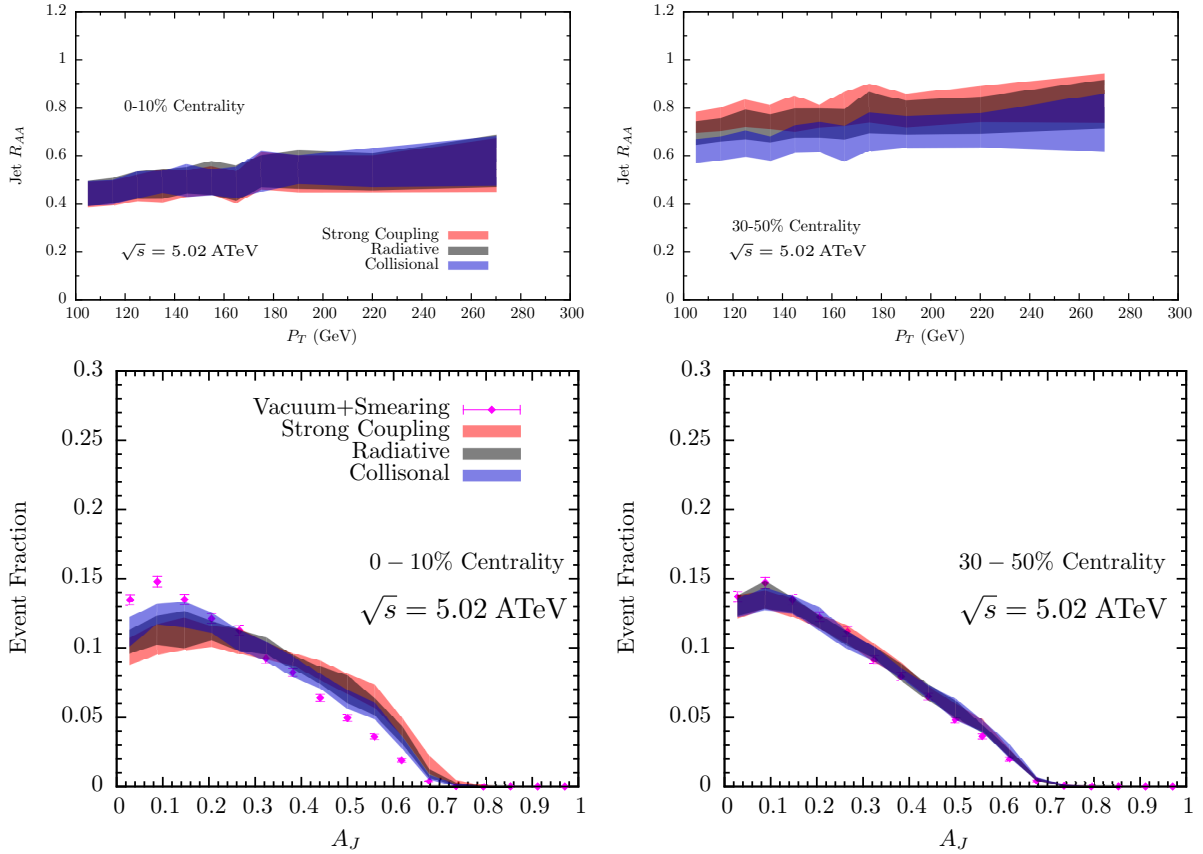 Jet R_AA
1.2
1
0.8
0.6
0.4
0.2
0
0-10% Centrality
√s = 5.02 ATeV
Strong Coupling
Radiative
Collisional
100 120 140 160 180 200 220 240 260 280 300
P_T (GeV)
Jet R_AA
1.2
1
0.8
0.6
0.4
0.2
0
30-50% Centrality
√s = 5.02 ATeV
100 120 140 160 180 200 220 240 260 280 300
P_T (GeV)
Event Fraction
0.3
0.25
0.2
0.15
0.1
0.05
0
Vacuum+Smearing
Strong Coupling
Radiative
Collisonal
0 − 10% Centrality
√s = 5.02 ATeV
0 0.1 0.2 0.3 0.4 0.5 0.6 0.7 0.8 0.9 1
A_J
Event Fraction
0.3
0.25
0.2
0.15
0.1
0.05
0
30 − 50% Centrality
√s = 5.02 ATeV
0 0.1 0.2 0.3 0.4 0.5 0.6 0.7 0.8 0.9 1
A_J